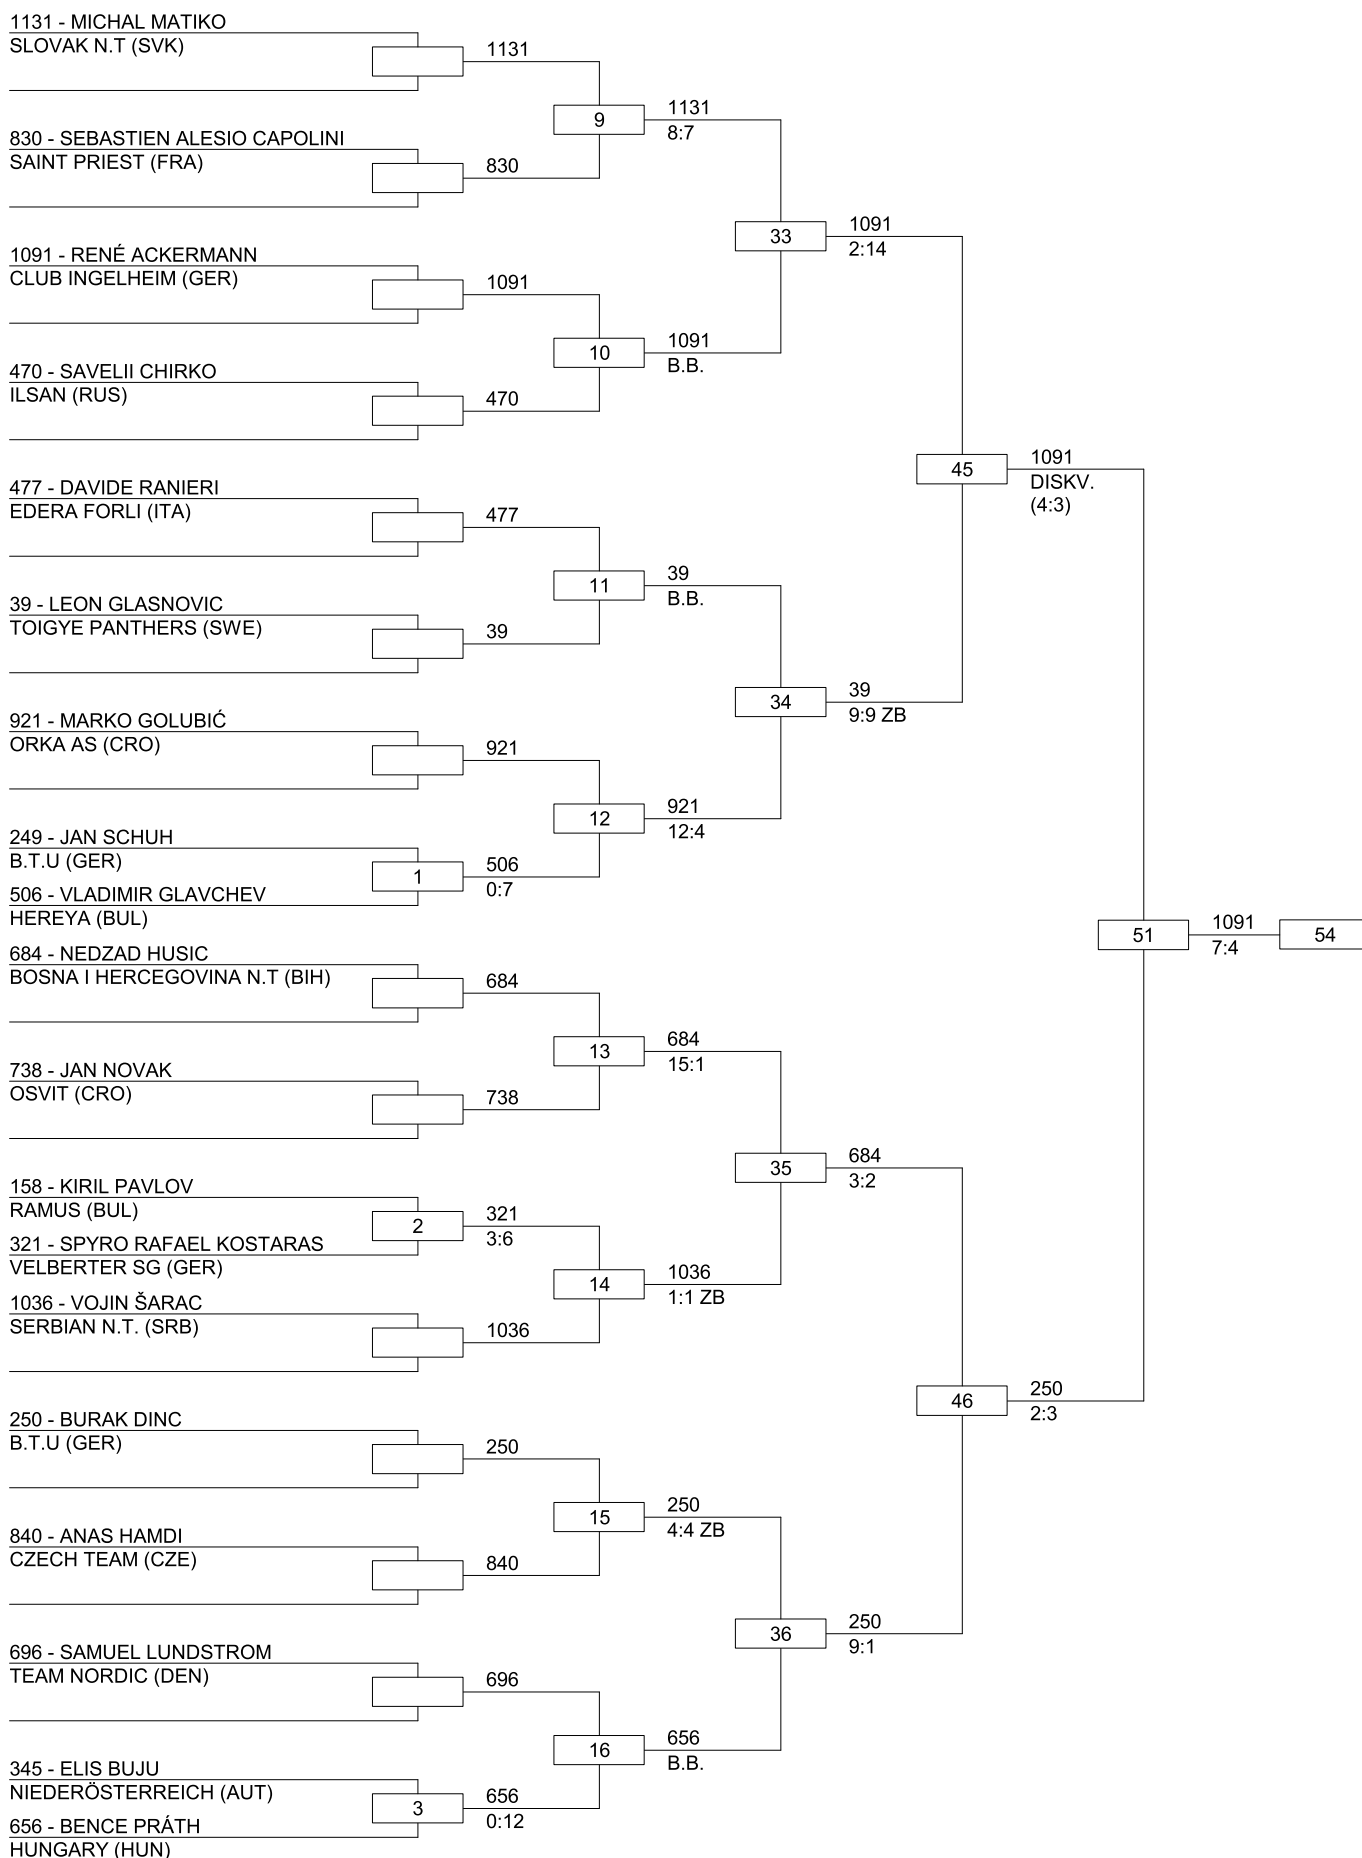 1131 - MICHAL MATIKO
SLOVAK N.T (SVK)
1131
9
1131
8:7
830 - SEBASTIEN ALESIO CAPOLINI
SAINT PRIEST (FRA)
830
33
1091
2:14
1091 - RENÉ ACKERMANN
CLUB INGELHEIM (GER)
1091
10
1091
B.B.
470 - SAVELII CHIRKO
ILSAN (RUS)
470
45
1091
DISKV.
(4:3)
477 - DAVIDE RANIERI
EDERA FORLI (ITA)
477
11
39
B.B.
39 - LEON GLASNOVIC
TOIGYE PANTHERS (SWE)
39
34
39
9:9 ZB
921 - MARKO GOLUBIĆ
ORKA AS (CRO)
921
12
921
12:4
249 - JAN SCHUH
B.T.U (GER)
1
506
0:7
506 - VLADIMIR GLAVCHEV
HEREYA (BUL)
51
1091
7:4
54
684 - NEDZAD HUSIC
BOSNA I HERCEGOVINA N.T (BIH)
684
13
684
15:1
738 - JAN NOVAK
OSVIT (CRO)
738
35
684
3:2
158 - KIRIL PAVLOV
RAMUS (BUL)
2
321
3:6
321 - SPYRO RAFAEL KOSTARAS
VELBERTER SG (GER)
14
1036
1:1 ZB
1036 - VOJIN ŠARAC
SERBIAN N.T. (SRB)
1036
46
250
2:3
250 - BURAK DINC
B.T.U (GER)
250
15
250
4:4 ZB
840 - ANAS HAMDI
CZECH TEAM (CZE)
840
36
250
9:1
696 - SAMUEL LUNDSTROM
TEAM NORDIC (DEN)
696
16
656
B.B.
345 - ELIS BUJU
NIEDERÖSTERREICH (AUT)
3
656
0:12
656 - BENCE PRÁTH
HUNGARY (HUN)